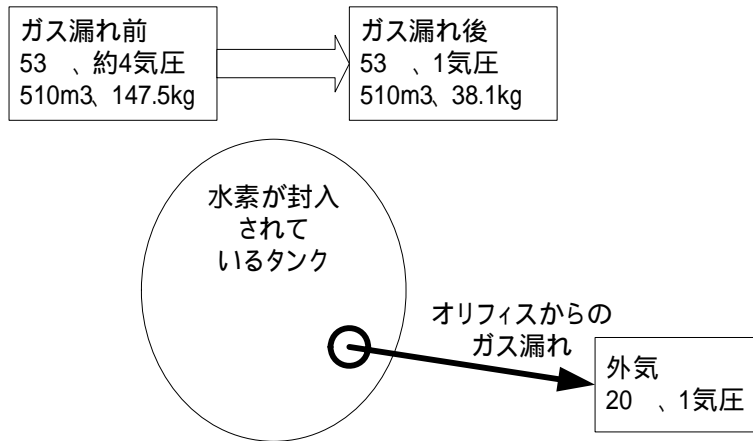 ガス漏れ前
53 、約4気圧
510m3、147.5kg
ガス漏れ後
53 、1気圧
510m3、38.1kg
水素が封入
されて
いるタンク
オリフィスからの
ガス漏れ
外気
20 、1気圧